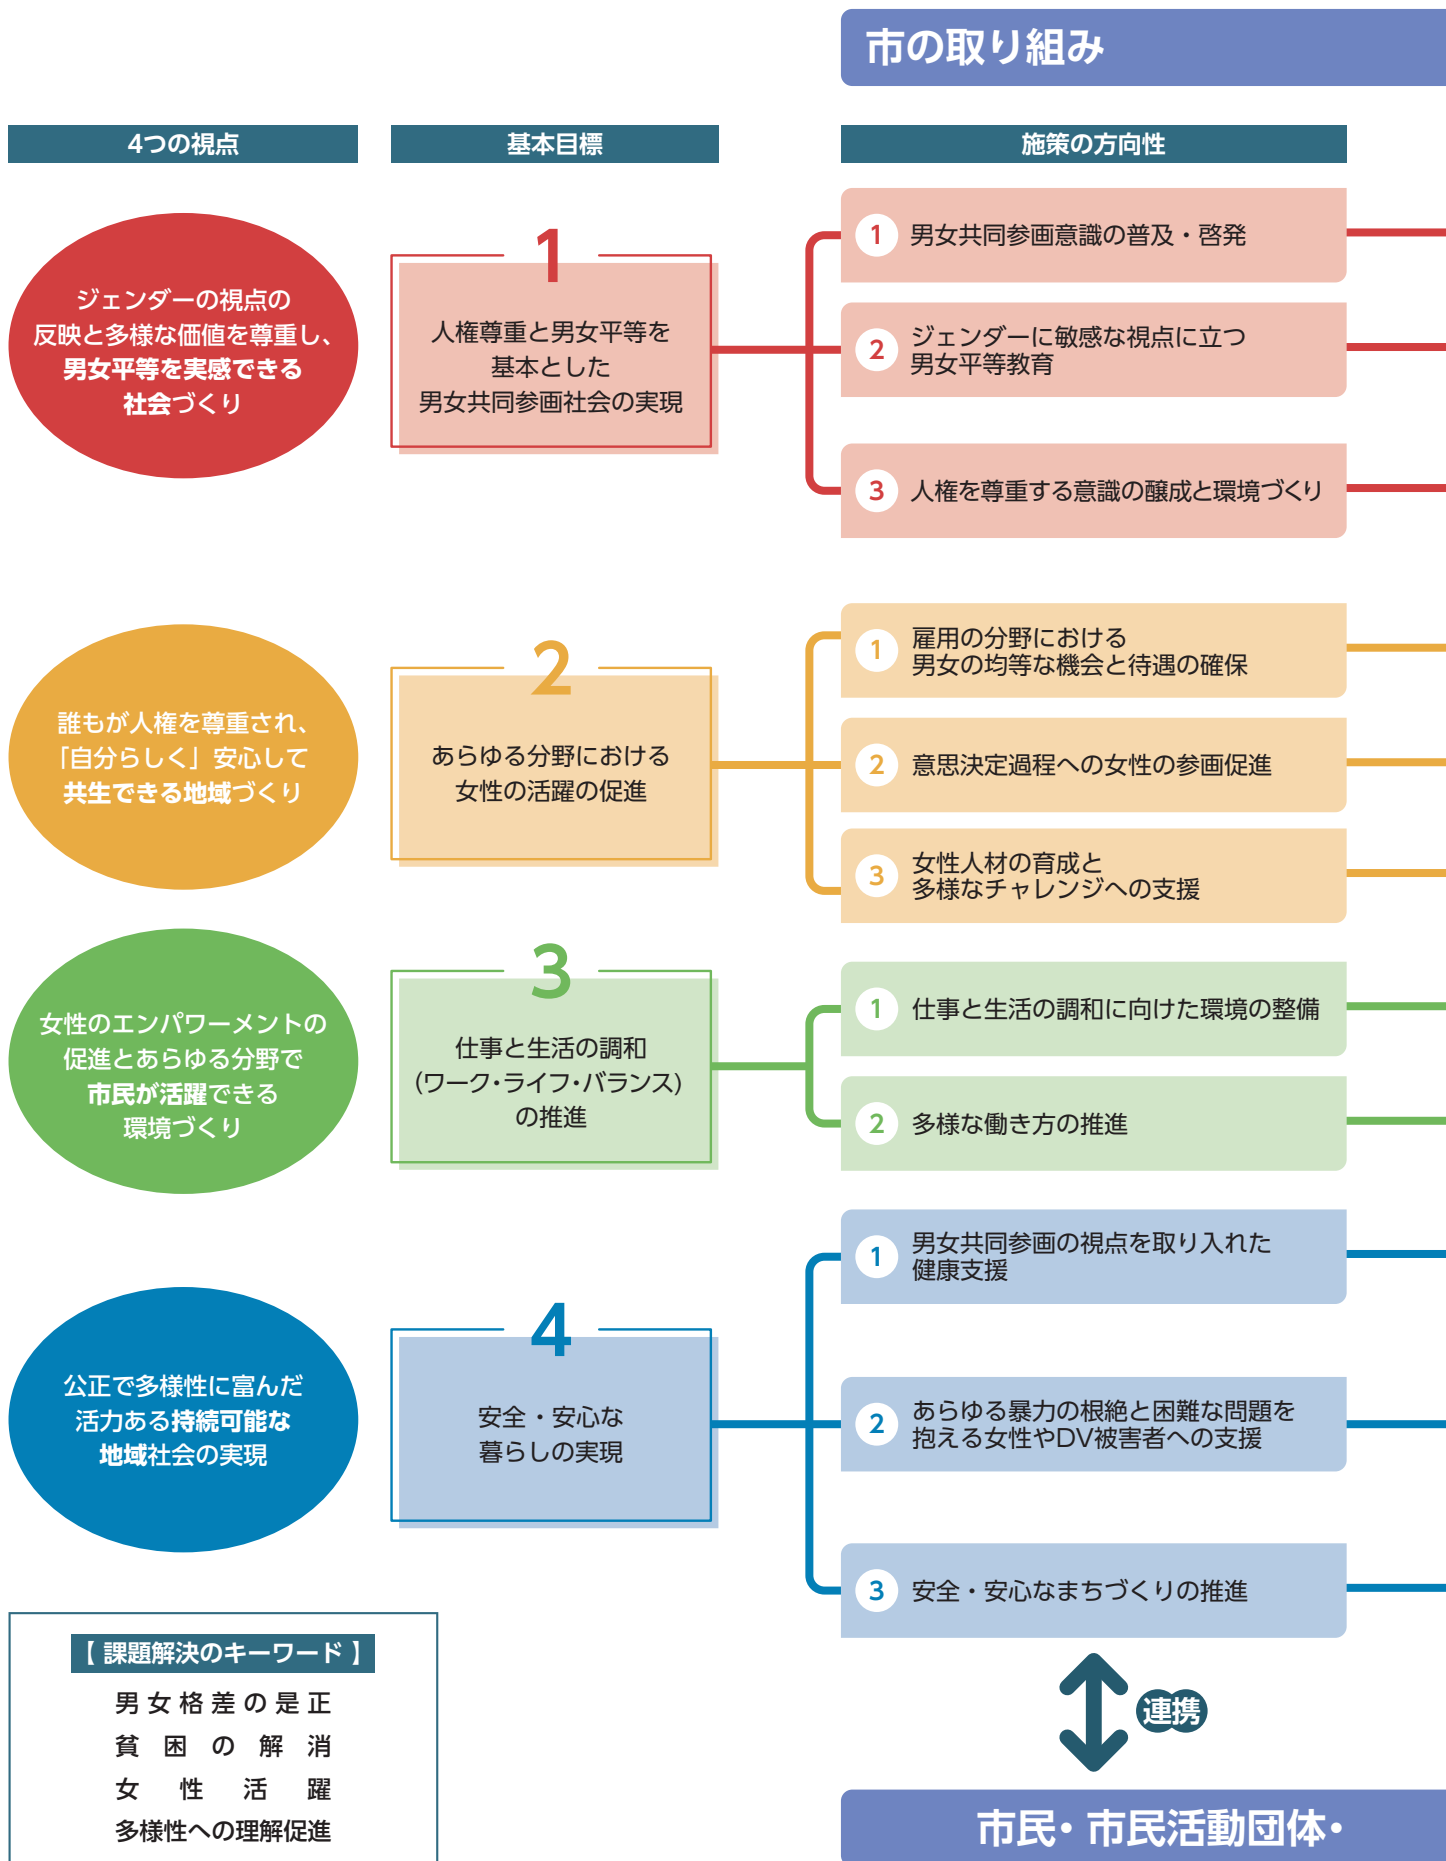 市の取り組み
4つの視点
基本目標
施策の方向性
ジェンダーの視点の
反映と多様な価値を尊重し、
男女平等を実感できる
社会づくり
1
人権尊重と男女平等を
基本とした
男女共同参画社会の実現
1 男女共同参画意識の普及・啓発
2 ジェンダーに敏感な視点に立つ
男女平等教育
3 人権を尊重する意識の醸成と環境づくり
誰もが人権を尊重され、
「自分らしく」安心して
共生できる地域づくり
2
あらゆる分野における
女性の活躍の促進
1 雇用の分野における
男女の均等な機会と待遇の確保
2 意思決定過程への女性の参画促進
3 女性人材の育成と
多様なチャレンジへの支援
女性のエンパワーメントの
促進とあらゆる分野で
市民が活躍できる
環境づくり
3
仕事と生活の調和
(ワーク・ライフ・バランス)
の推進
1 仕事と生活の調和に向けた環境の整備
2 多様な働き方の推進
公正で多様性に富んだ
活力ある持続可能な
地域社会の実現
4
安全・安心な
暮らしの実現
1 男女共同参画の視点を取り入れた
健康支援
2 あらゆる暴力の根絶と困難な問題を
抱える女性やDV被害者への支援
3 安全・安心なまちづくりの推進
【 課題解決のキーワード 】
男女格差の是正
貧困の解消
女性活躍
多様性への理解促進
連携
市民・市民活動団体・